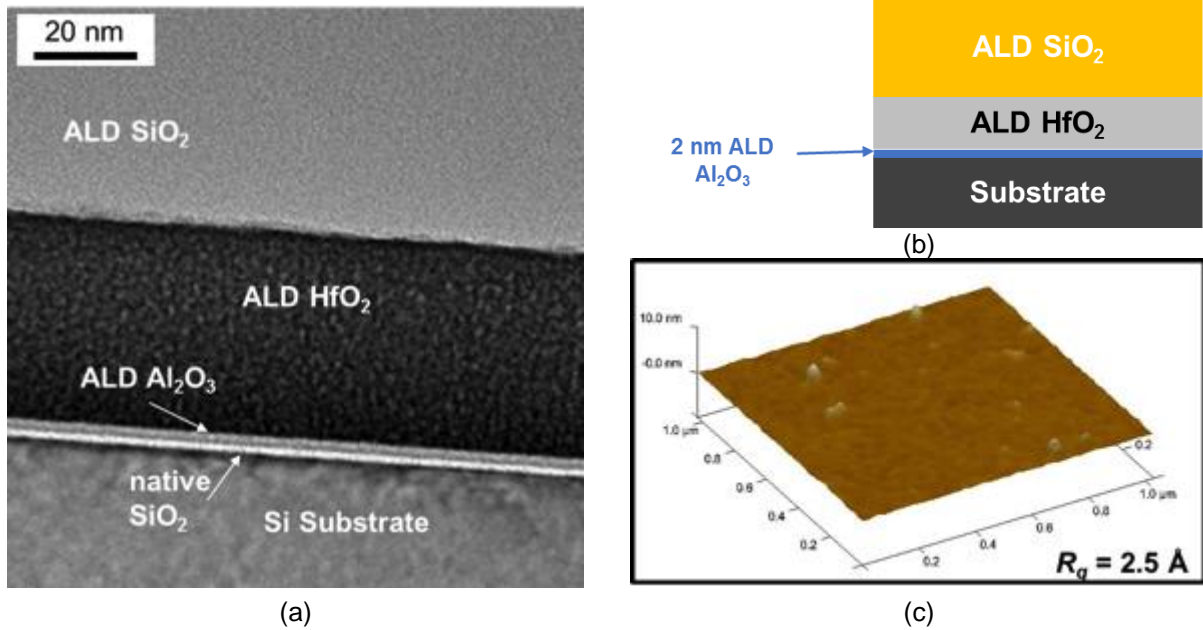 20 nm
ALD SiO₂
ALD HfO₂
ALD Al₂O₃
native
SiO₂
Si Substrate
(a)
ALD SiO₂
ALD HfO₂
2 nm ALD
Al₂O₃
Substrate
(b)
10.0 nm
-0.0 nm
1.0 µm
0.8
0.6
0.4
0.2
0.2
0.4
0.6
0.8
1.0 µm
0.2
R_q = 2.5 Å
(c)